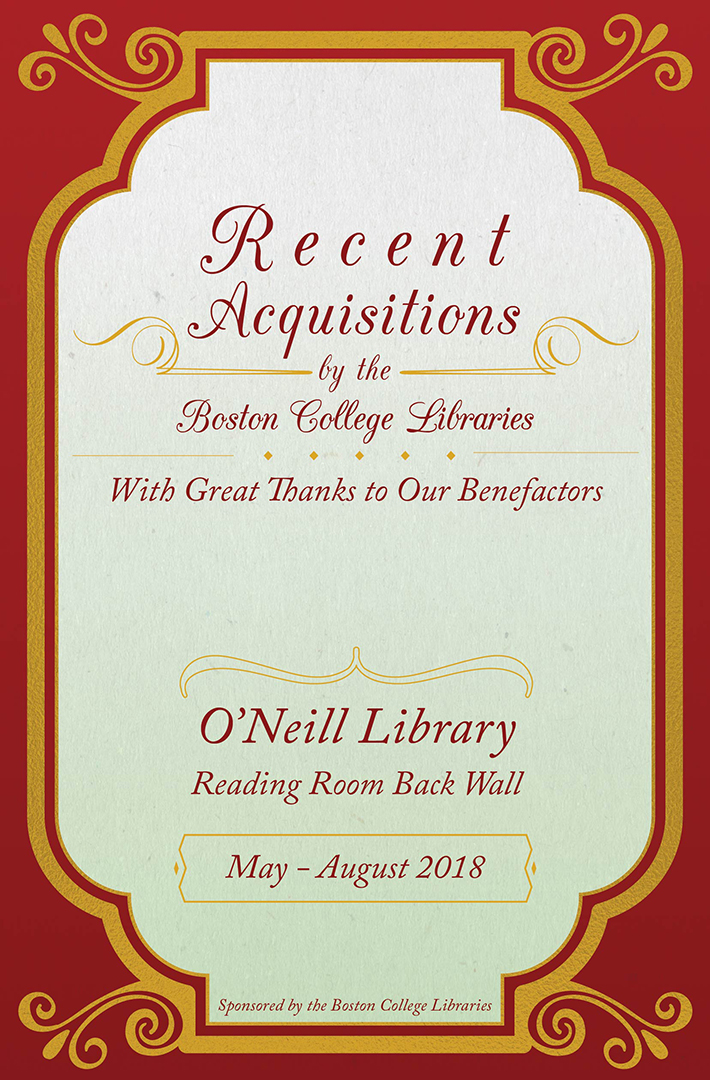 Recent
Acquisitions
by the
Boston College Libraries
With Great Thanks to Our Benefactors
O’Neill Library
Reading Room Back Wall
May – August 2018
Sponsored by the Boston College Libraries